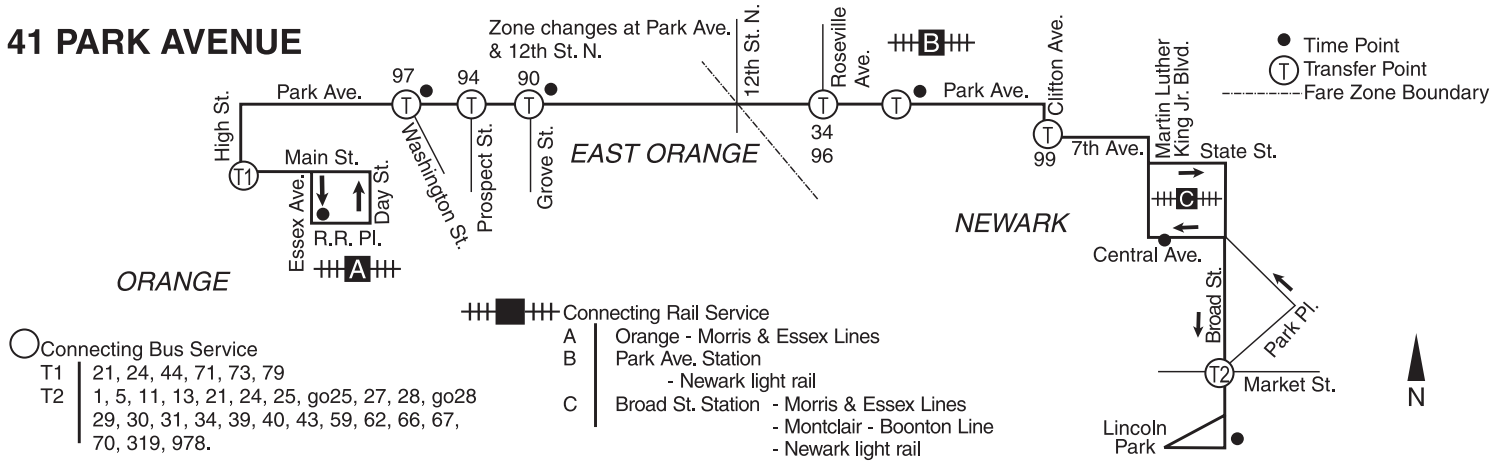 41 PARK AVENUE
Zone changes at Park Ave.
& 12th St. N.
12th St. N.
Roseville
Ave.
B
Clifton Ave.
Martin Luther
King Jr. Blvd.
Time Point
T Transfer Point
Fare Zone Boundary
High St.
Park Ave.
97
T
94
T
90
T
T
34
96
T
Park Ave.
T
99
7th Ave.
State St.
Washington St.
Prospect St.
Grove St.
EAST ORANGE
T1
Main St.
Essex Ave.
Day St.
R.R. Pl.
A
ORANGE
NEWARK
C
Central Ave.
Broad St.
Park Pl.
T2
Market St.
Lincoln
Park
N
Connecting Bus Service
T1 21, 24, 44, 71, 73, 79
T2 1, 5, 11, 13, 21, 24, 25, go25, 27, 28, go28
29, 30, 31, 34, 39, 40, 43, 59, 62, 66, 67,
70, 319, 978.
Connecting Rail Service
A Orange - Morris & Essex Lines
B Park Ave. Station
- Newark light rail
C Broad St. Station - Morris & Essex Lines
- Montclair - Boonton Line
- Newark light rail